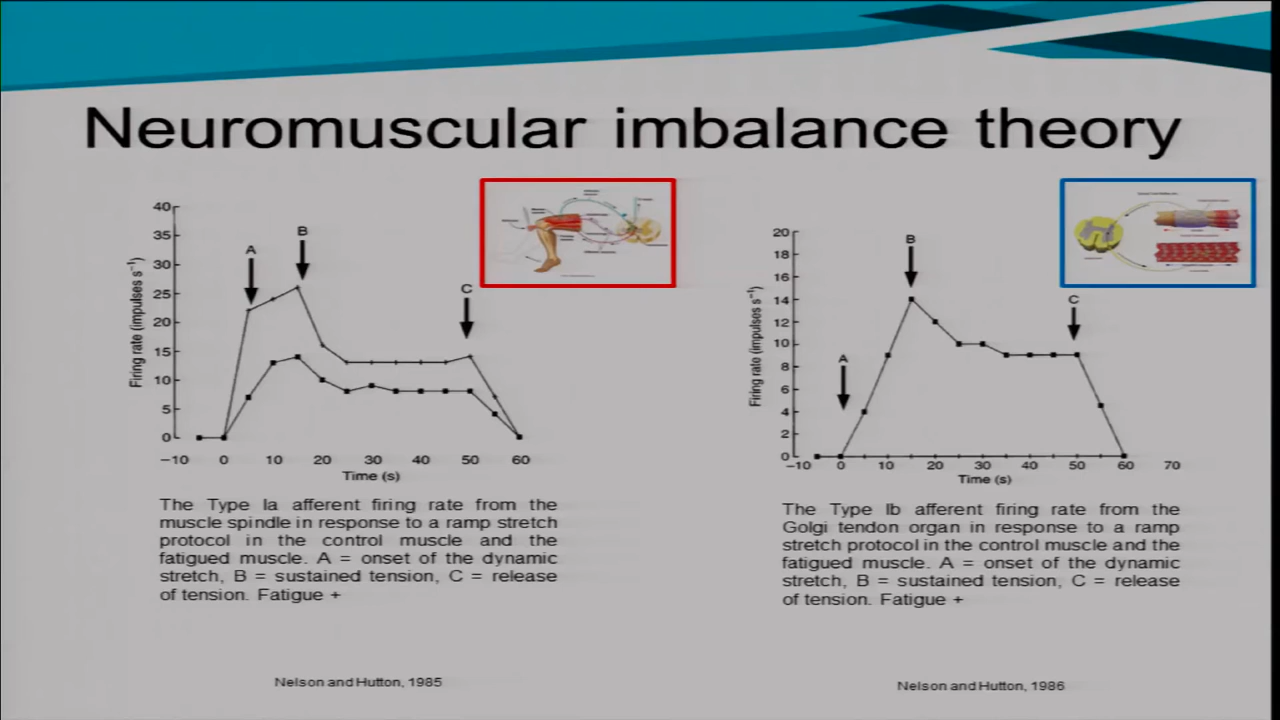 Neuromuscular imbalance theory
40
35
30
25
20
15
10
5
0
Firing rate (impulses s⁻¹)
A
B
C
−10 0 10 20 30 40 50 60
Time (s)
The Type Ia afferent firing rate from the
muscle spindle in response to a ramp stretch
protocol in the control muscle and the
fatigued muscle. A = onset of the dynamic
stretch, B = sustained tension, C = release
of tension. Fatigue +
Nelson and Hutton, 1985
20
18
16
14
12
10
8
6
4
2
0
Firing rate (impulses s⁻¹)
A
B
C
−10 0 10 20 30 40 50 60 70
Time (s)
The Type Ib afferent firing rate from the
Golgi tendon organ in response to a ramp
stretch protocol in the control muscle and the
fatigued muscle. A = onset of the dynamic
stretch, B = sustained tension, C = release
of tension. Fatigue +
Nelson and Hutton, 1986